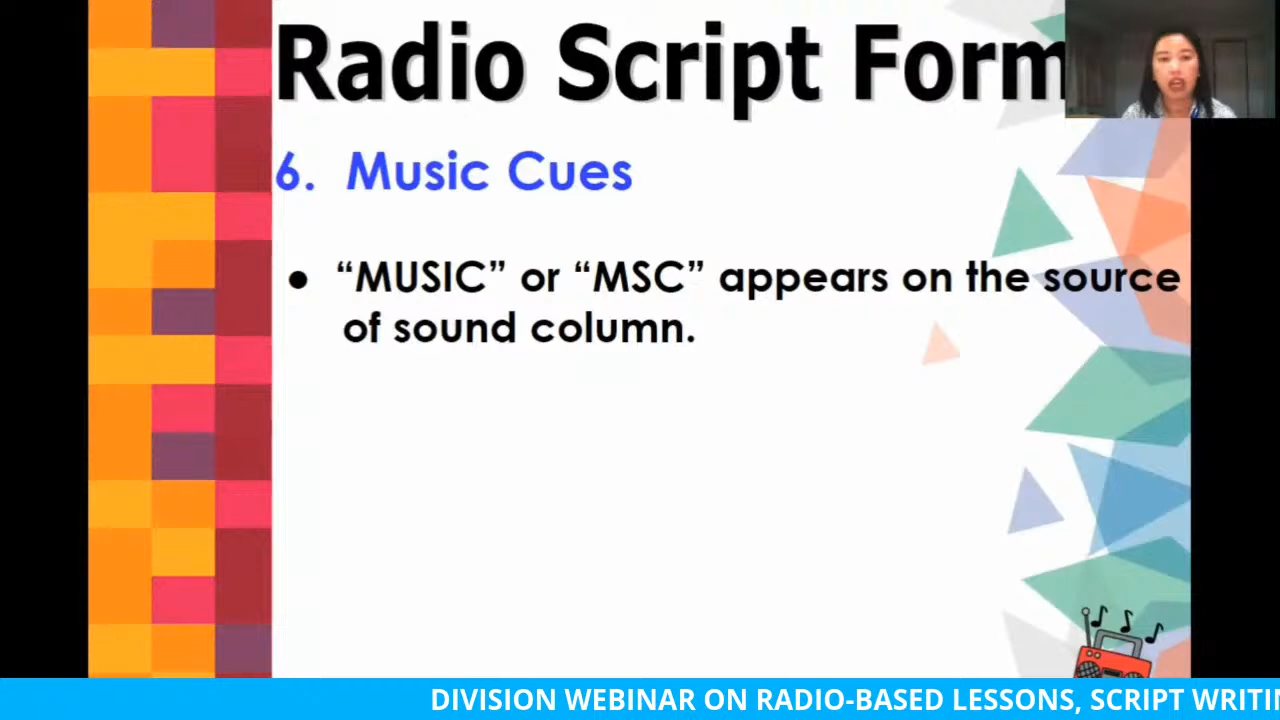 Radio Script Form
6. Music Cues
● “MUSIC” or “MSC” appears on the source
of sound column.
DIVISION WEBINAR ON RADIO-BASED LESSONS, SCRIPT WRITI